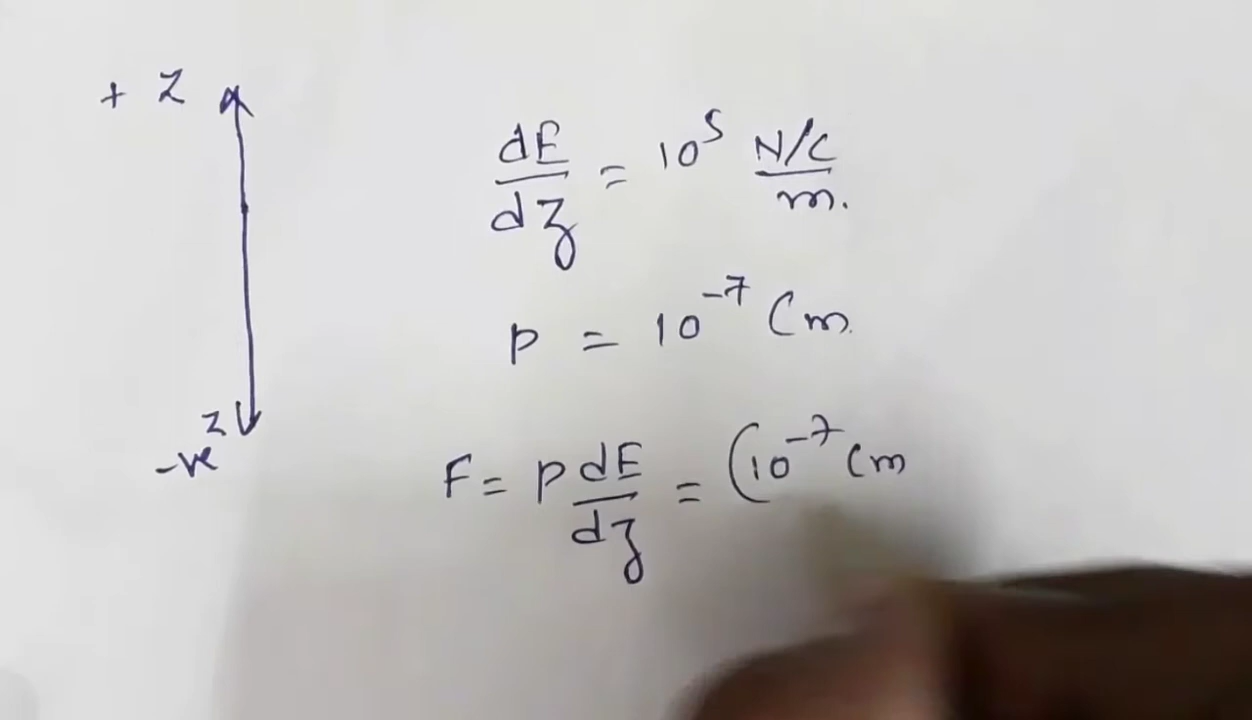 + Z
dE/dz = 10^5 N/C/m.
p = 10^-7 Cm.
z
-ve
F = p dE/dz = (10^-7 Cm